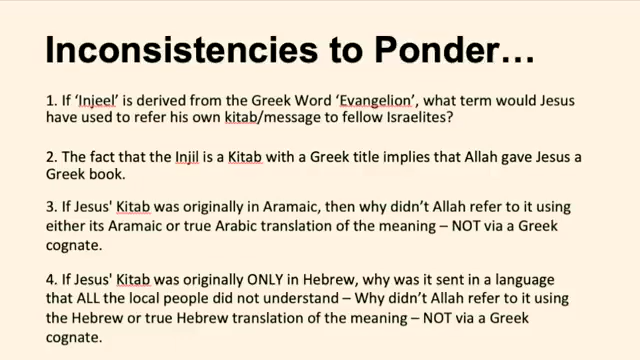 Inconsistencies to Ponder…
1. If ‘Injeel’ is derived from the Greek Word ‘Evangelion’, what term would Jesus
have used to refer his own kitab/message to fellow Israelites?
2. The fact that the Injil is a Kitab with a Greek title implies that Allah gave Jesus a
Greek book.
3. If Jesus' Kitab was originally in Aramaic, then why didn’t Allah refer to it using
either its Aramaic or true Arabic translation of the meaning – NOT via a Greek
cognate.
4. If Jesus' Kitab was originally ONLY in Hebrew, why was it sent in a language
that ALL the local people did not understand – Why didn’t Allah refer to it using
the Hebrew or true Hebrew translation of the meaning – NOT via a Greek
cognate.